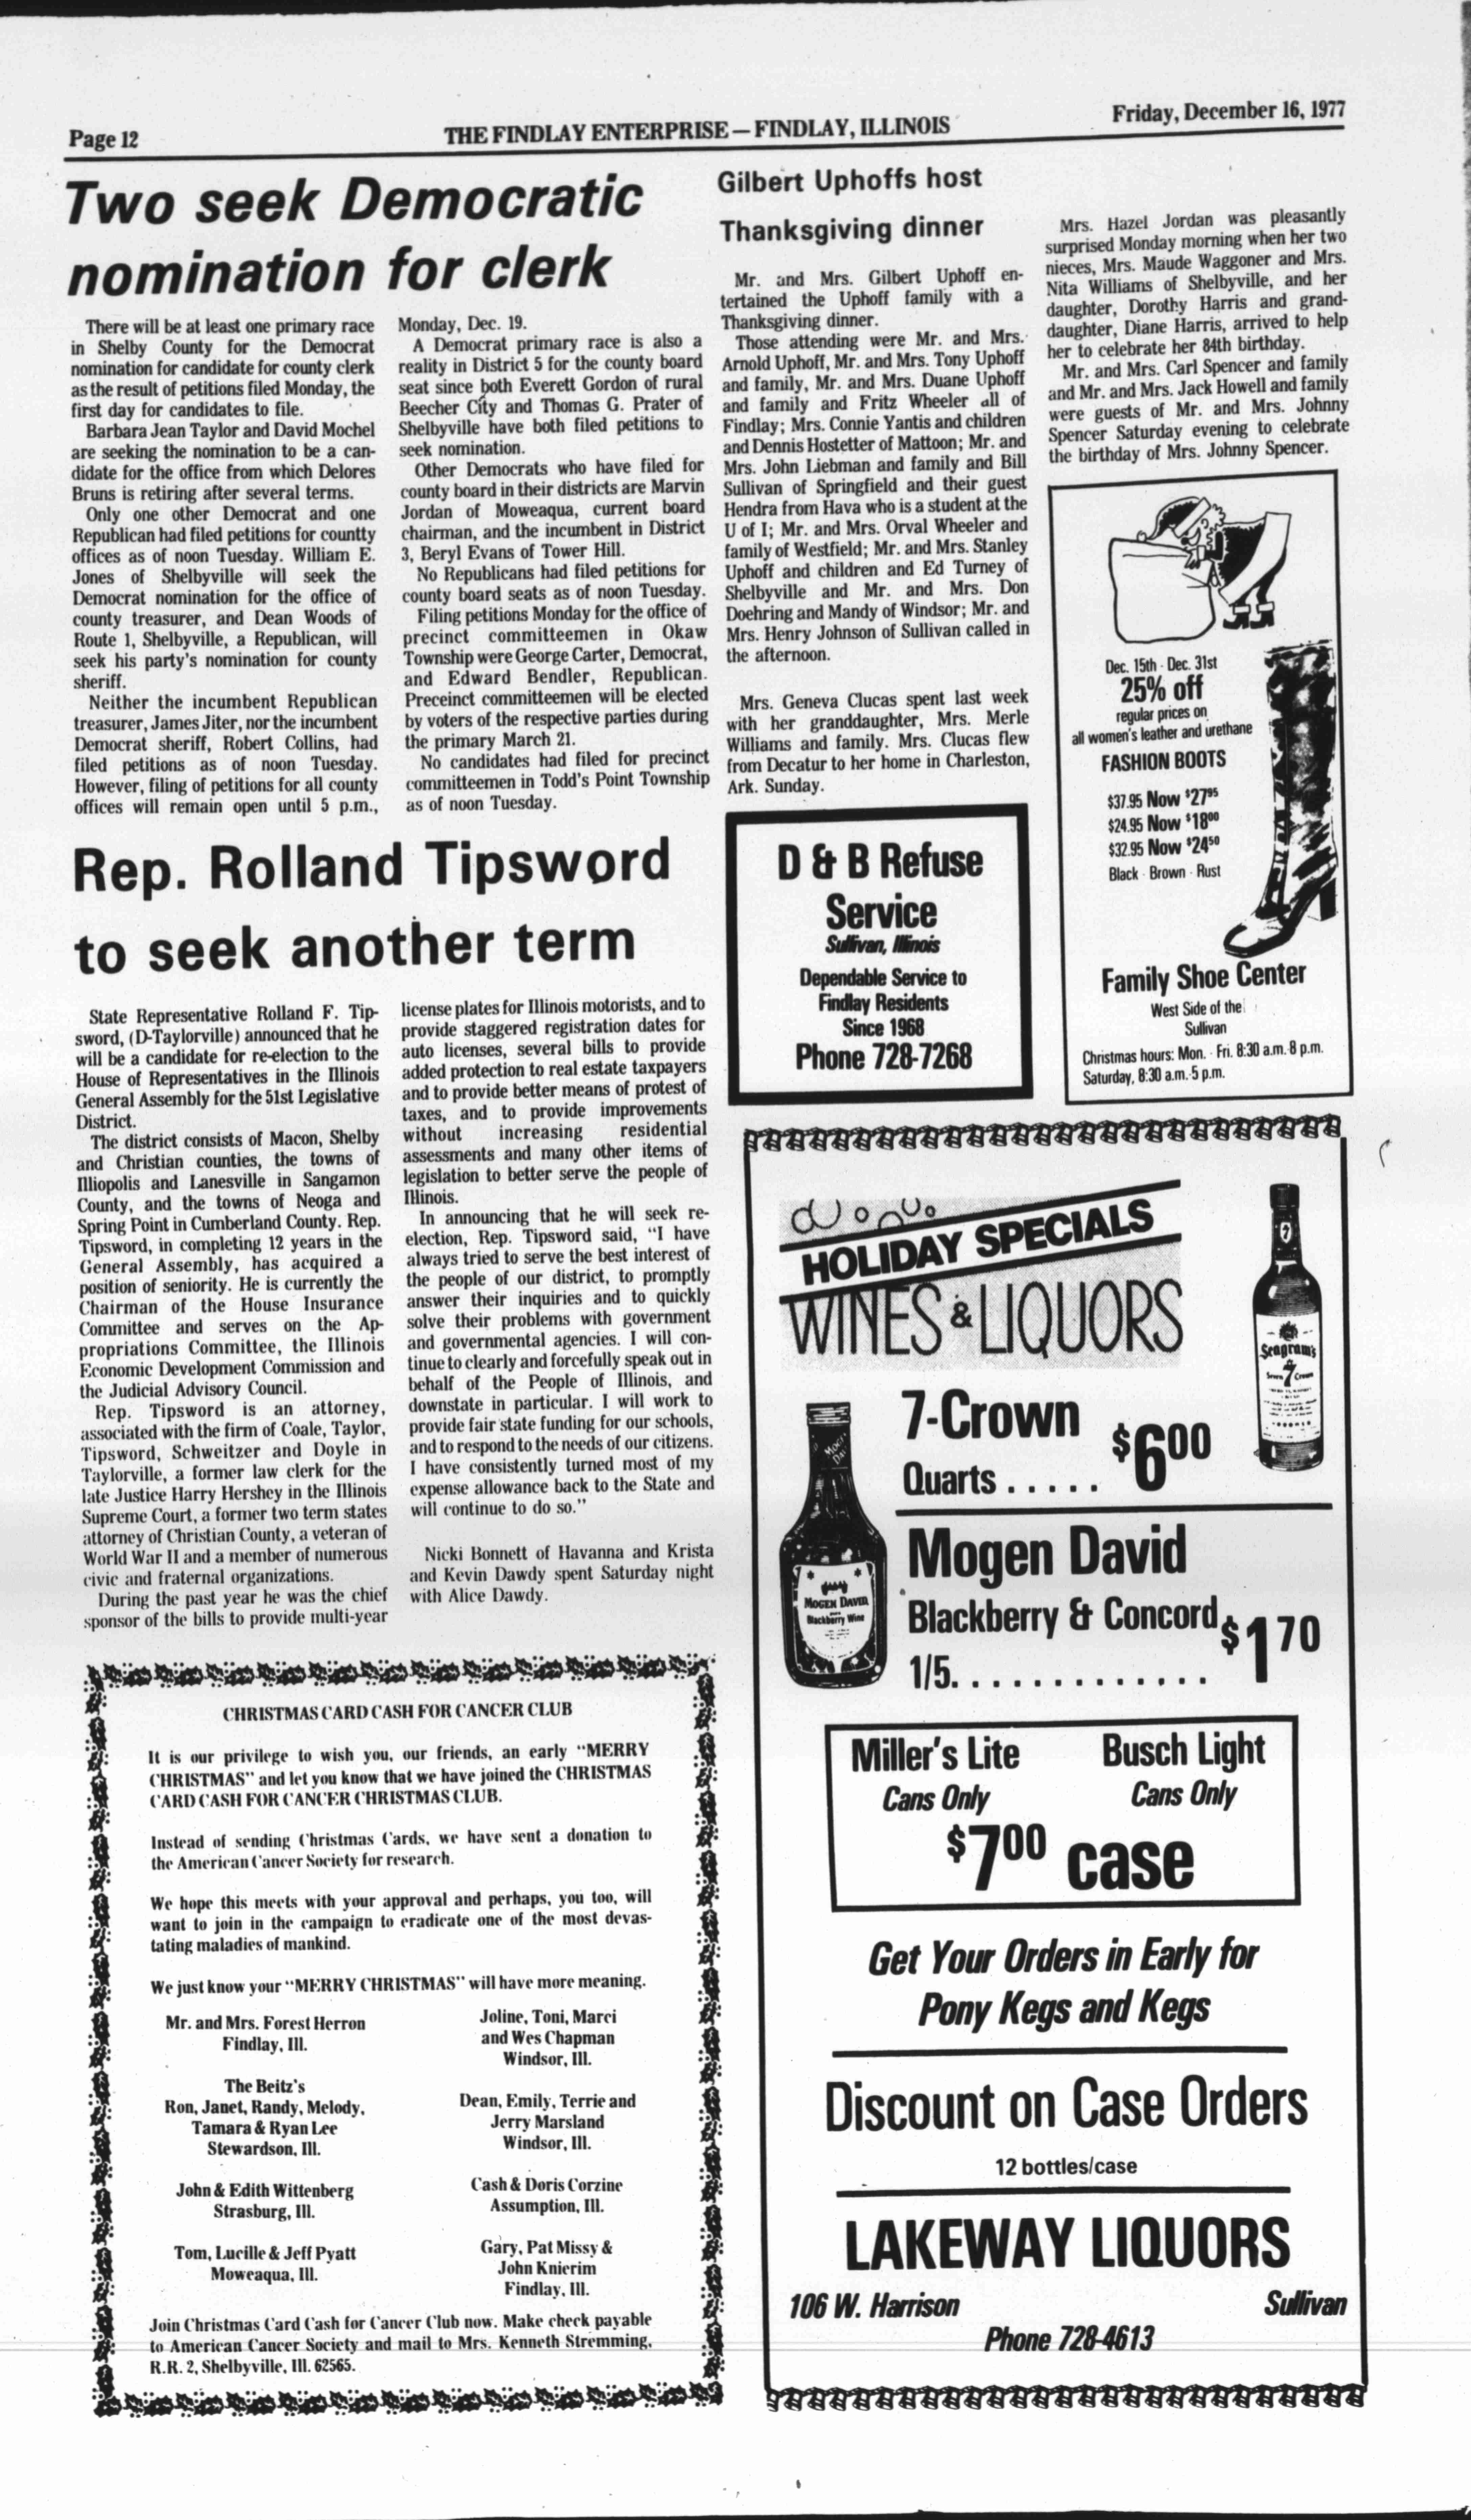 Page 12
THE FINDLAY ENTERPRISE — FINDLAY, ILLINOIS
Friday, December 16, 1977
Two seek Democratic
nomination for clerk
There will be at least one primary race
in Shelby County for the Democrat
nomination for candidate for county clerk
as the result of petitions filed Monday, the
first day for candidates to file.
Barbara Jean Taylor and David Mochel
are seeking the nomination to be a can-
didate for the office from which Delores
Bruns is retiring after several terms.
Only one other Democrat and one
Republican had filed petitions for countty
offices as of noon Tuesday. William E.
Jones of Shelbyville will seek the
Democrat nomination for the office of
county treasurer, and Dean Woods of
Route 1, Shelbyville, a Republican, will
seek his party's nomination for county
sheriff.
Neither the incumbent Republican
treasurer, James Jiter, nor the incumbent
Democrat sheriff, Robert Collins, had
filed petitions as of noon Tuesday.
However, filing of petitions for all county
offices will remain open until 5 p.m.,
Monday, Dec. 19.
A Democrat primary race is also a
reality in District 5 for the county board
seat since both Everett Gordon of rural
Beecher City and Thomas G. Prater of
Shelbyville have both filed petitions to
seek nomination.
Other Democrats who have filed for
county board in their districts are Marvin
Jordan of Moweaqua, current board
chairman, and the incumbent in District
3, Beryl Evans of Tower Hill.
No Republicans had filed petitions for
county board seats as of noon Tuesday.
Filing petitions Monday for the office of
precinct committeemen in Okaw
Township were George Carter, Democrat,
and Edward Bendler, Republican.
Preceinct committeemen will be elected
by voters of the respective parties during
the primary March 21.
No candidates had filed for precinct
committeemen in Todd's Point Township
as of noon Tuesday.
Rep. Rolland Tipsword
to seek another term
State Representative Rolland F. Tip-
sword, (D-Taylorville) announced that he
will be a candidate for re-election to the
House of Representatives in the Illinois
General Assembly for the 51st Legislative
District.
The district consists of Macon, Shelby
and Christian counties, the towns of
Illiopolis and Lanesville in Sangamon
County, and the towns of Neoga and
Spring Point in Cumberland County. Rep.
Tipsword, in completing 12 years in the
General Assembly, has acquired a
position of seniority. He is currently the
Chairman of the House Insurance
Committee and serves on the Ap-
propriations Committee, the Illinois
Economic Development Commission and
the Judicial Advisory Council.
Rep. Tipsword is an attorney,
associated with the firm of Coale, Taylor,
Tipsword, Schweitzer and Doyle in
Taylorville, a former law clerk for the
late Justice Harry Hershey in the Illinois
Supreme Court, a former two term states
attorney of Christian County, a veteran of
World War II and a member of numerous
civic and fraternal organizations.
During the past year he was the chief
sponsor of the bills to provide multi-year
license plates for Illinois motorists, and to
provide staggered registration dates for
auto licenses, several bills to provide
added protection to real estate taxpayers
and to provide better means of protest of
taxes, and to provide improvements
without increasing residential
assessments and many other items of
legislation to better serve the people of
Illinois.
In announcing that he will seek re-
election, Rep. Tipsword said, "I have
always tried to serve the best interest of
the people of our district, to promptly
answer their inquiries and to quickly
solve their problems with government
and governmental agencies. I will con-
tinue to clearly and forcefully speak out in
behalf of the People of Illinois, and
downstate in particular. I will work to
provide fair state funding for our schools,
and to respond to the needs of our citizens.
I have consistently turned most of my
expense allowance back to the State and
will continue to do so."
Nicki Bonnett of Havanna and Krista
and Kevin Dawdy spent Saturday night
with Alice Dawdy.
Gilbert Uphoffs host
Thanksgiving dinner
Mr. and Mrs. Gilbert Uphoff en-
tertained the Uphoff family with a
Thanksgiving dinner.
Those attending were Mr. and Mrs.
Arnold Uphoff, Mr. and Mrs. Tony Uphoff
and family, Mr. and Mrs. Duane Uphoff
and family and Fritz Wheeler all of
Findlay; Mrs. Connie Yantis and children
and Dennis Hostetter of Mattoon; Mr. and
Mrs. John Liebman and family and Bill
Sullivan of Springfield and their guest
Hendra from Hava who is a student at the
U of I; Mr. and Mrs. Orval Wheeler and
family of Westfield; Mr. and Mrs. Stanley
Uphoff and children and Ed Turney of
Shelbyville and Mr. and Mrs. Don
Doehring and Mandy of Windsor; Mr. and
Mrs. Henry Johnson of Sullivan called in
the afternoon.
Mrs. Geneva Clucas spent last week
with her granddaughter, Mrs. Merle
Williams and family. Mrs. Clucas flew
from Decatur to her home in Charleston,
Ark. Sunday.
Mrs. Hazel Jordan was pleasantly
surprised Monday morning when her two
nieces, Mrs. Maude Waggoner and Mrs.
Nita Williams of Shelbyville, and her
daughter, Dorothy Harris and grand-
daughter, Diane Harris, arrived to help
her to celebrate her 84th birthday.
Mr. and Mrs. Carl Spencer and family
and Mr. and Mrs. Jack Howell and family
were guests of Mr. and Mrs. Johnny
Spencer Saturday evening to celebrate
the birthday of Mrs. Johnny Spencer.
D & B Refuse
Service
Sullivan, Illinois
Dependable Service to
Findlay Residents
Since 1968
Phone 728-7268
Dec. 15th - Dec. 31st
25% off
regular prices on
all women's leather and urethane
FASHION BOOTS
$37.95 Now $27.95
$24.95 Now $18.00
$32.95 Now $24.50
Black - Brown - Rust
Family Shoe Center
West Side of the
Sullivan
Christmas hours: Mon. - Fri. 8:30 a.m. 8 p.m.
Saturday, 8:30 a.m.-5 p.m.
HOLIDAY SPECIALS
WINES & LIQUORS
7
Seagram's
Seven 7 Crown
7-Crown
Quarts ..... $6.00
MOGEN DAVID
Blackberry Wine
Mogen David
Blackberry & Concord
1/5............. $1.70
Miller's Lite
Cans Only
Busch Light
Cans Only
$7.00 case
Get Your Orders in Early for
Pony Kegs and Kegs
Discount on Case Orders
12 bottles/case
LAKEWAY LIQUORS
106 W. Harrison
Sullivan
Phone 728-4613
CHRISTMAS CARD CASH FOR CANCER CLUB
It is our privilege to wish you, our friends, an early "MERRY
CHRISTMAS" and let you know that we have joined the CHRISTMAS
CARD CASH FOR CANCER CHRISTMAS CLUB.
Instead of sending Christmas Cards, we have sent a donation to
the American Cancer Society for research.
We hope this meets with your approval and perhaps, you too, will
want to join in the campaign to eradicate one of the most devas-
tating maladies of mankind.
We just know your "MERRY CHRISTMAS" will have more meaning.
Mr. and Mrs. Forest Herron
Findlay, Ill.
The Beitz's
Ron, Janet, Randy, Melody,
Tamara & Ryan Lee
Stewardson, Ill.
John & Edith Wittenberg
Strasburg, Ill.
Tom, Lucille & Jeff Pyatt
Moweaqua, Ill.
Joline, Toni, Marci
and Wes Chapman
Windsor, Ill.
Dean, Emily, Terrie and
Jerry Marsland
Windsor, Ill.
Cash & Doris Corzine
Assumption, Ill.
Gary, Pat Missy &
John Knierim
Findlay, Ill.
Join Christmas Card Cash for Cancer Club now. Make check payable
to American Cancer Society and mail to Mrs. Kenneth Stremming,
R.R. 2, Shelbyville, Ill. 62565.